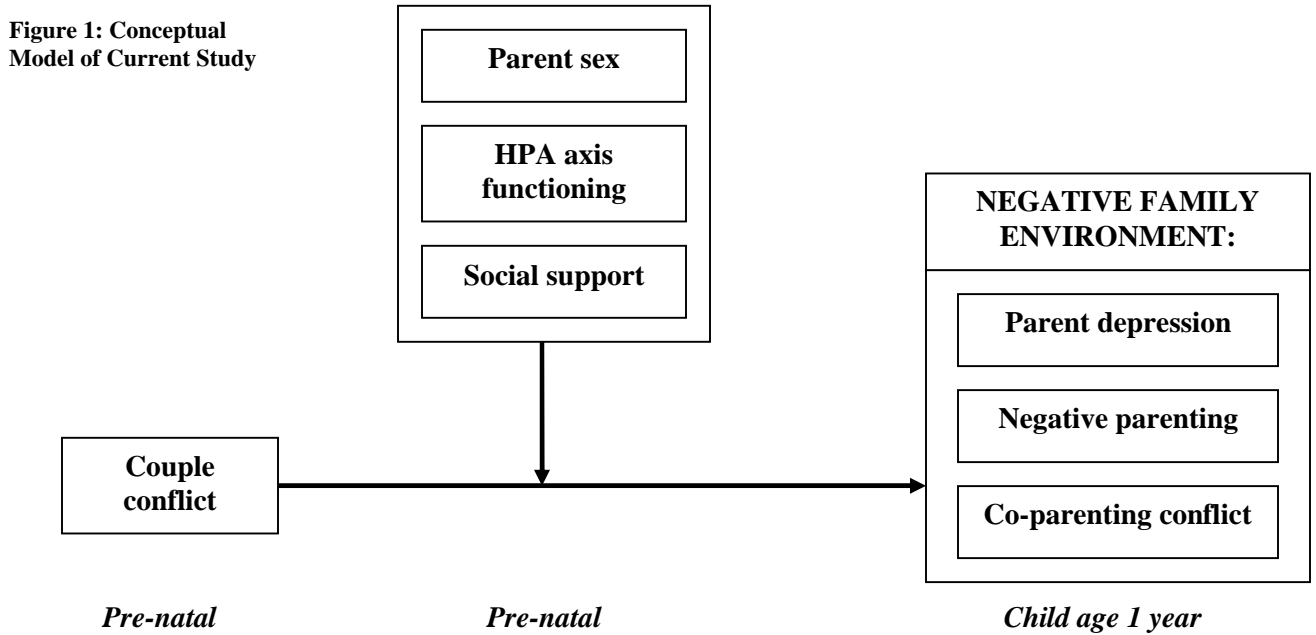 Figure 1: Conceptual
Model of Current Study
Parent sex
HPA axis
functioning
Social support
NEGATIVE FAMILY
ENVIRONMENT:
Parent depression
Negative parenting
Co-parenting conflict
Couple
conflict
Pre-natal
Pre-natal
Child age 1 year